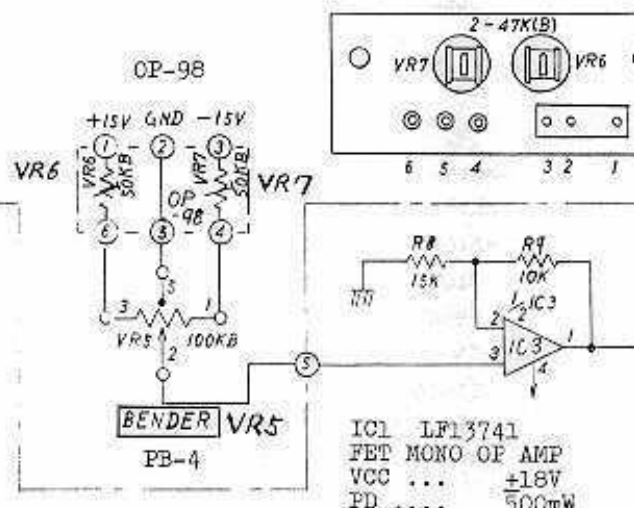 2-47K(B)
VR7
VR6
6 5 4 3 2 1
OP-98
+15V GND -15V
1 2 3
VR6
VR6
50KB
OP
-98
VR7
50KB
VR7
6 5 4
5
3
1
VR5
2
100KB
S
BENDER
VR5
PB-4
R8
15K
R9
10K
1/2 IC3
2
3
IC3
1
4
IC1 LF13741
FET MONO OP AMP
VCC ... ±18V
PD .... 500mW